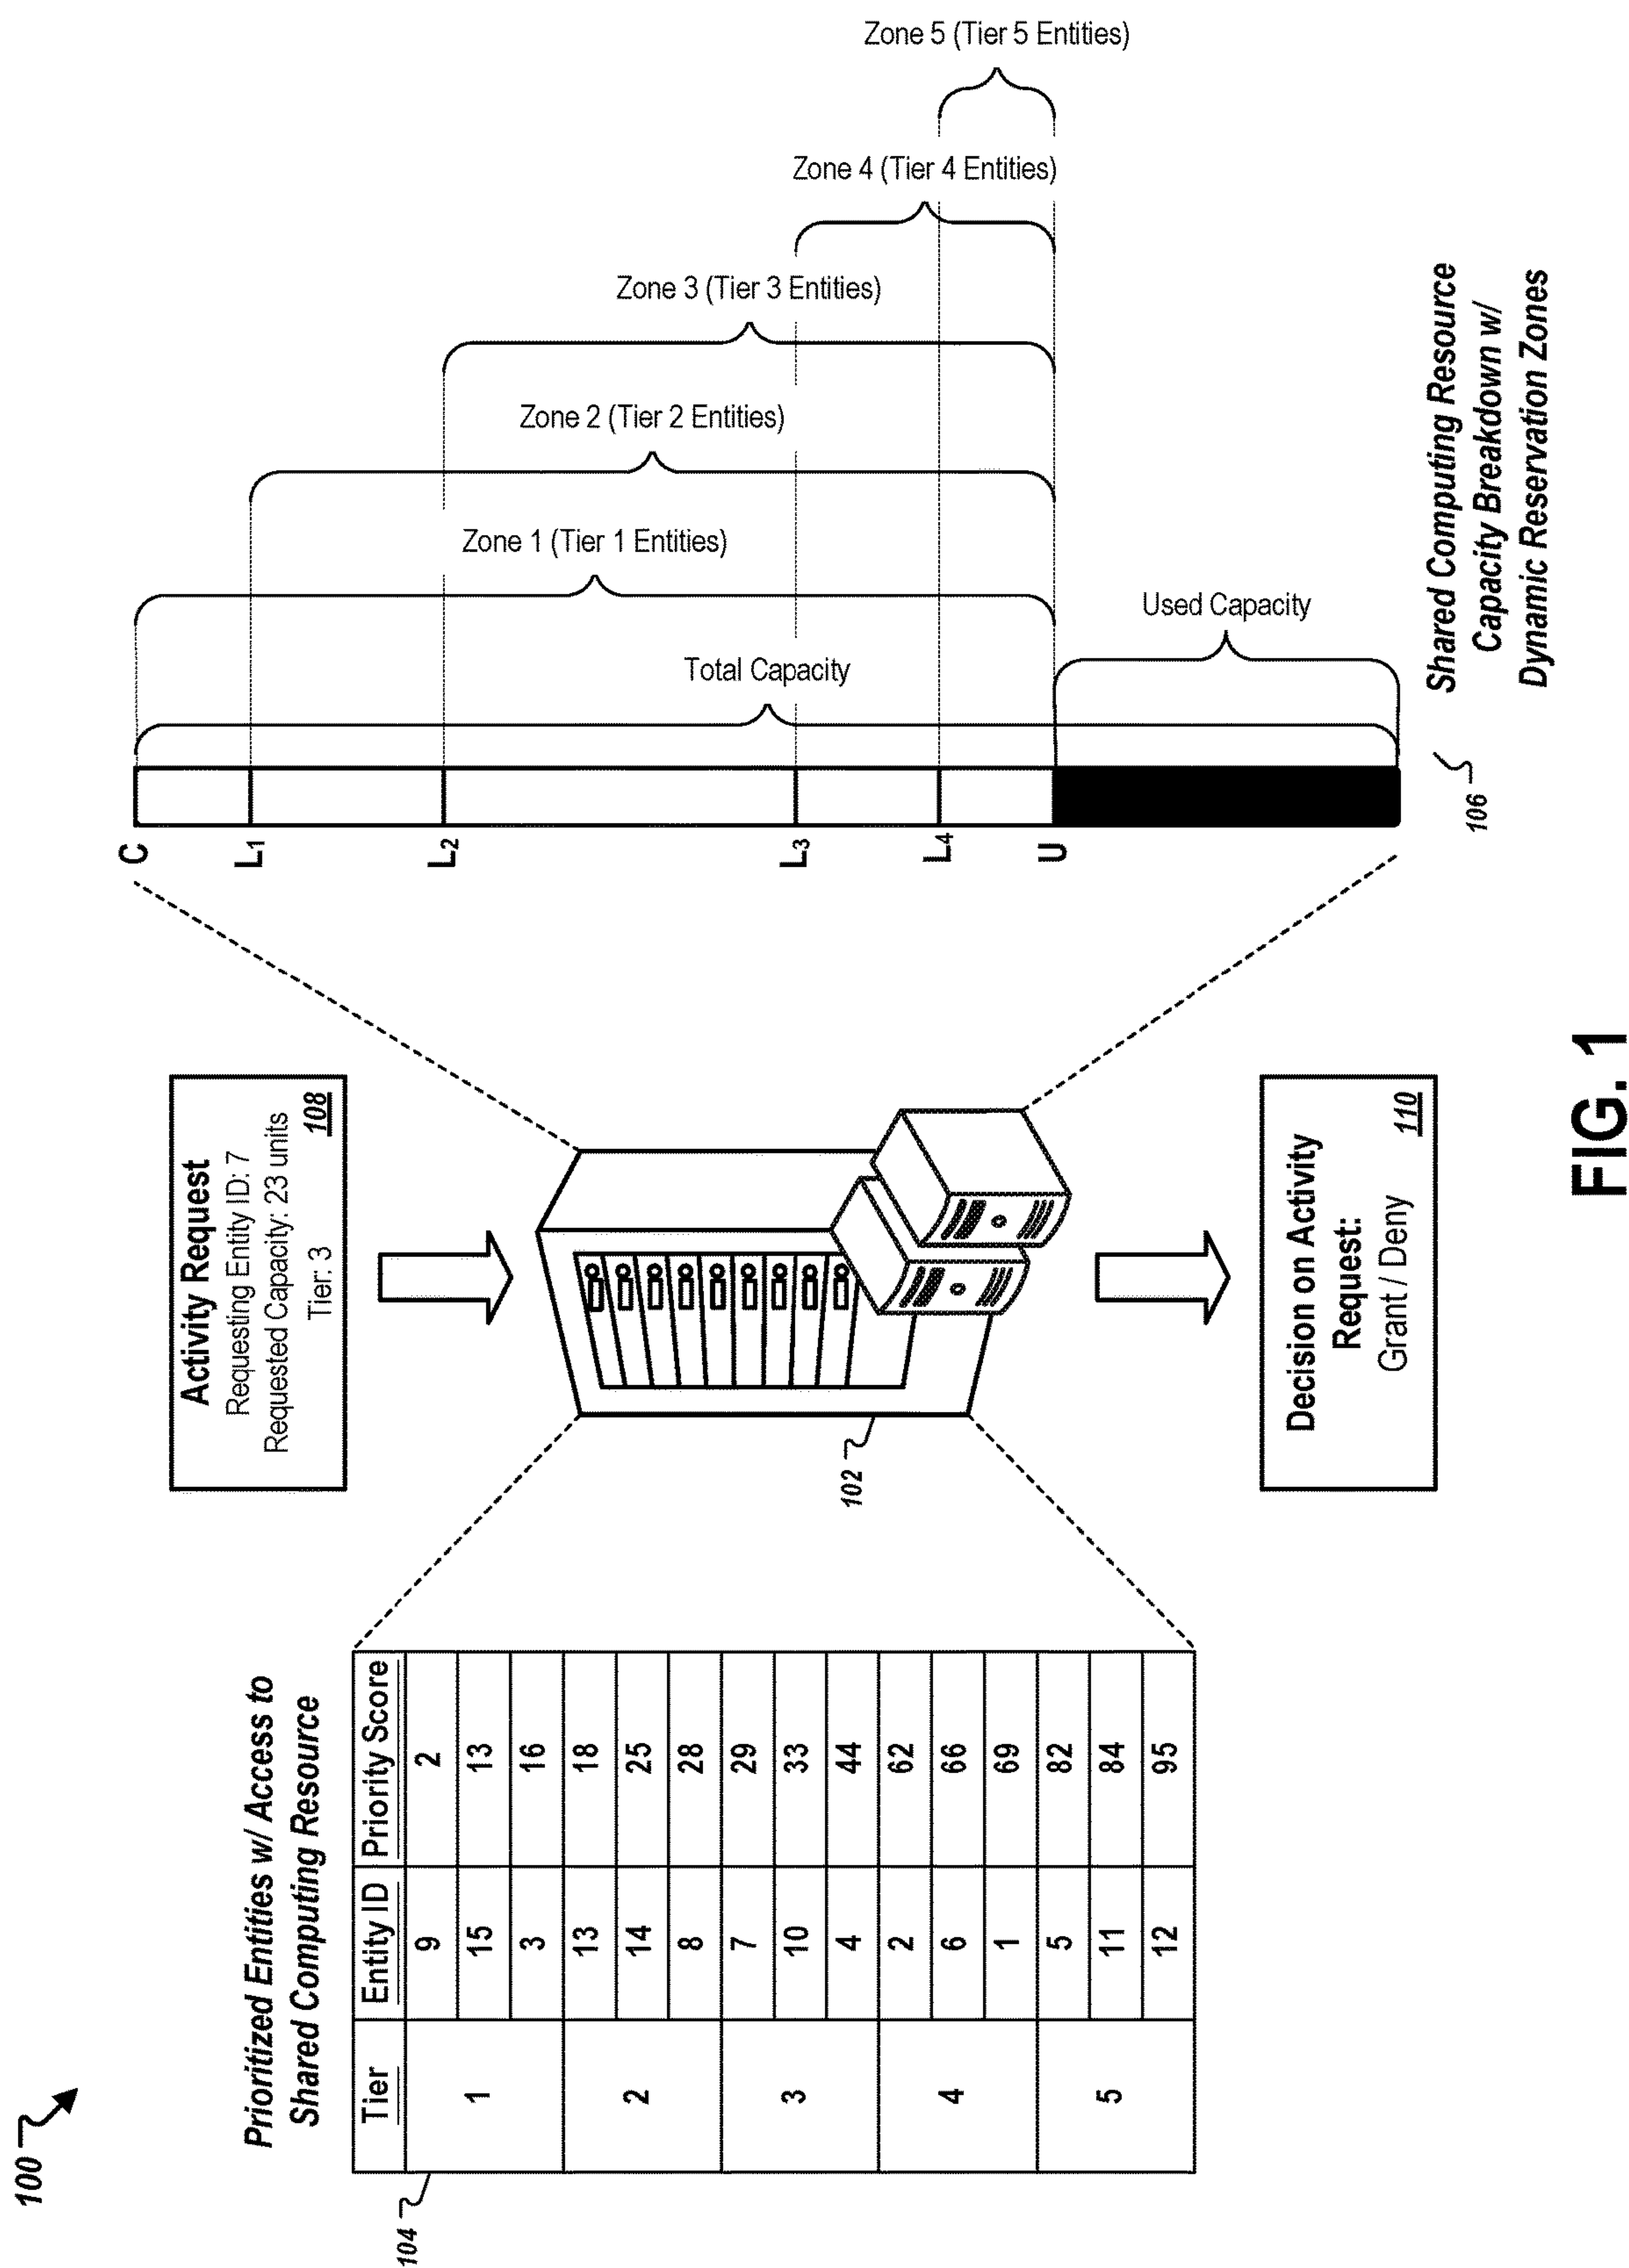 100
Prioritized Entities w/ Access to
Shared Computing Resource
104
Tier Entity ID Priority Score
1 9 2
15 13
3 16
2 13 18
14 25
8 28
3 7 29
10 33
4 44
4 2 62
6 66
1 69
5 5 82
11 84
12 95
Activity Request
Requesting Entity ID: 7
Requested Capacity: 23 units
Tier: 3
108
102
Decision on Activity
Request:
Grant / Deny
110
C
L1
L2
L3
L4
U
Total Capacity
Used Capacity
Zone 1 (Tier 1 Entities)
Zone 2 (Tier 2 Entities)
Zone 3 (Tier 3 Entities)
Zone 4 (Tier 4 Entities)
Zone 5 (Tier 5 Entities)
106
Shared Computing Resource
Capacity Breakdown w/
Dynamic Reservation Zones
FIG. 1